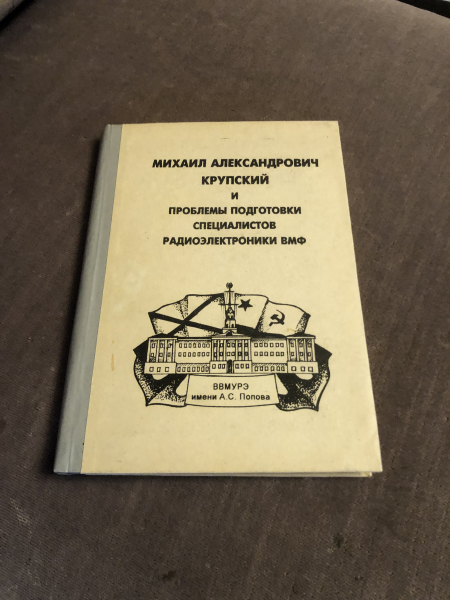 МИХАИЛ АЛЕКСАНДРОВИЧ
КРУПСКИЙ
И
ПРОБЛЕМЫ ПОДГОТОВКИ
СПЕЦИАЛИСТОВ
РАДИОЭЛЕКТРОНИКИ ВМФ
ВВМУРЭ
имени А.С. Попова